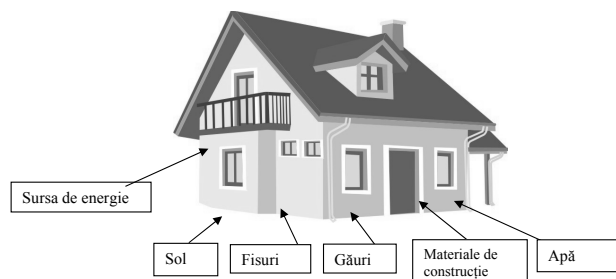 Sursa de energie
Sol
Fisuri
Găuri
Materiale de
construcție
Apă